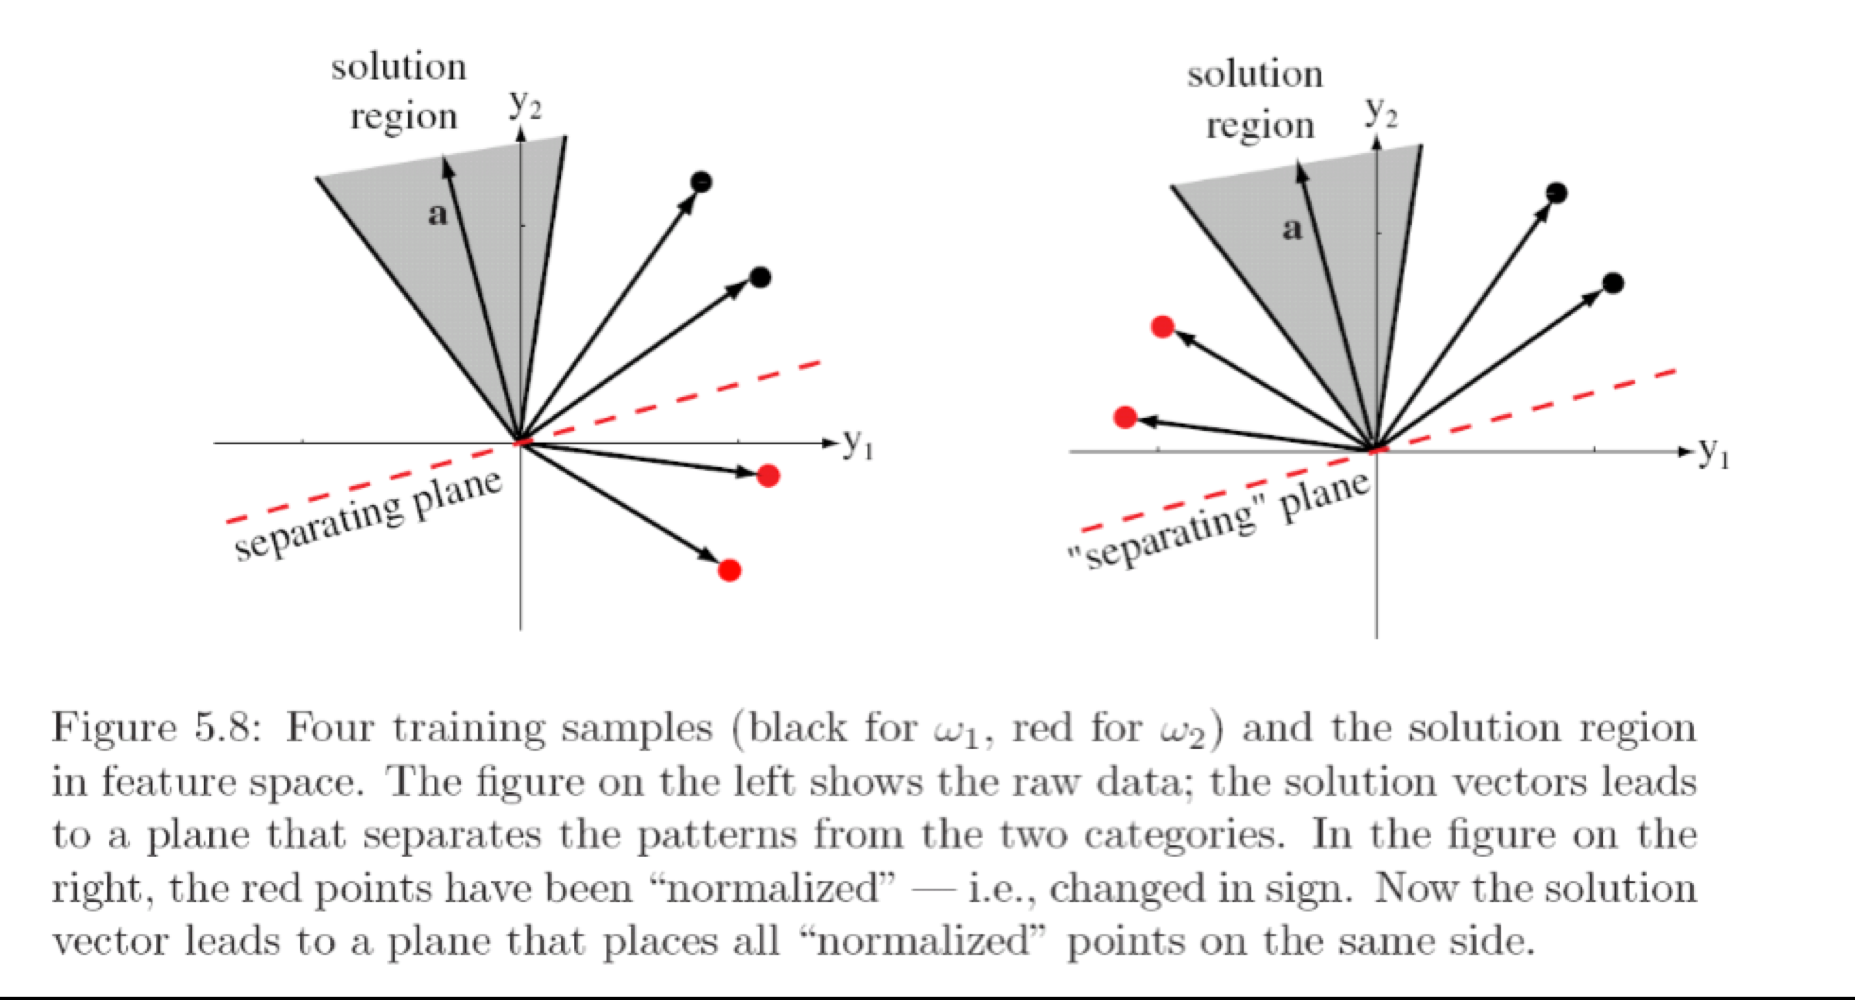 solution
region
y₂
a
y₁
separating plane
solution
region
y₂
a
y₁
"separating" plane
Figure 5.8: Four training samples (black for ω₁, red for ω₂) and the solution region
in feature space. The figure on the left shows the raw data; the solution vectors leads
to a plane that separates the patterns from the two categories. In the figure on the
right, the red points have been “normalized” — i.e., changed in sign. Now the solution
vector leads to a plane that places all “normalized” points on the same side.